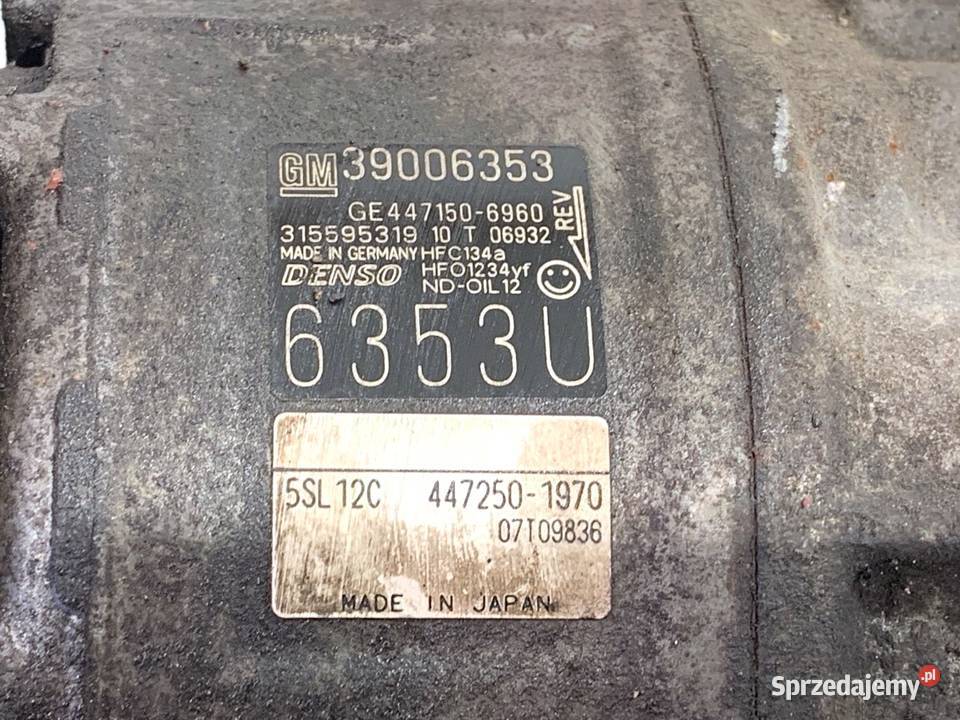 GM 39006353
GE447150-6960
REV
315595319 10 T 06932
MADE IN GERMANY HFC134a
DENSO HFO1234yf
ND-OIL12
6353U
5SL12C 447250-1970
07T09836
MADE IN JAPAN
Sprzedajemy.pl